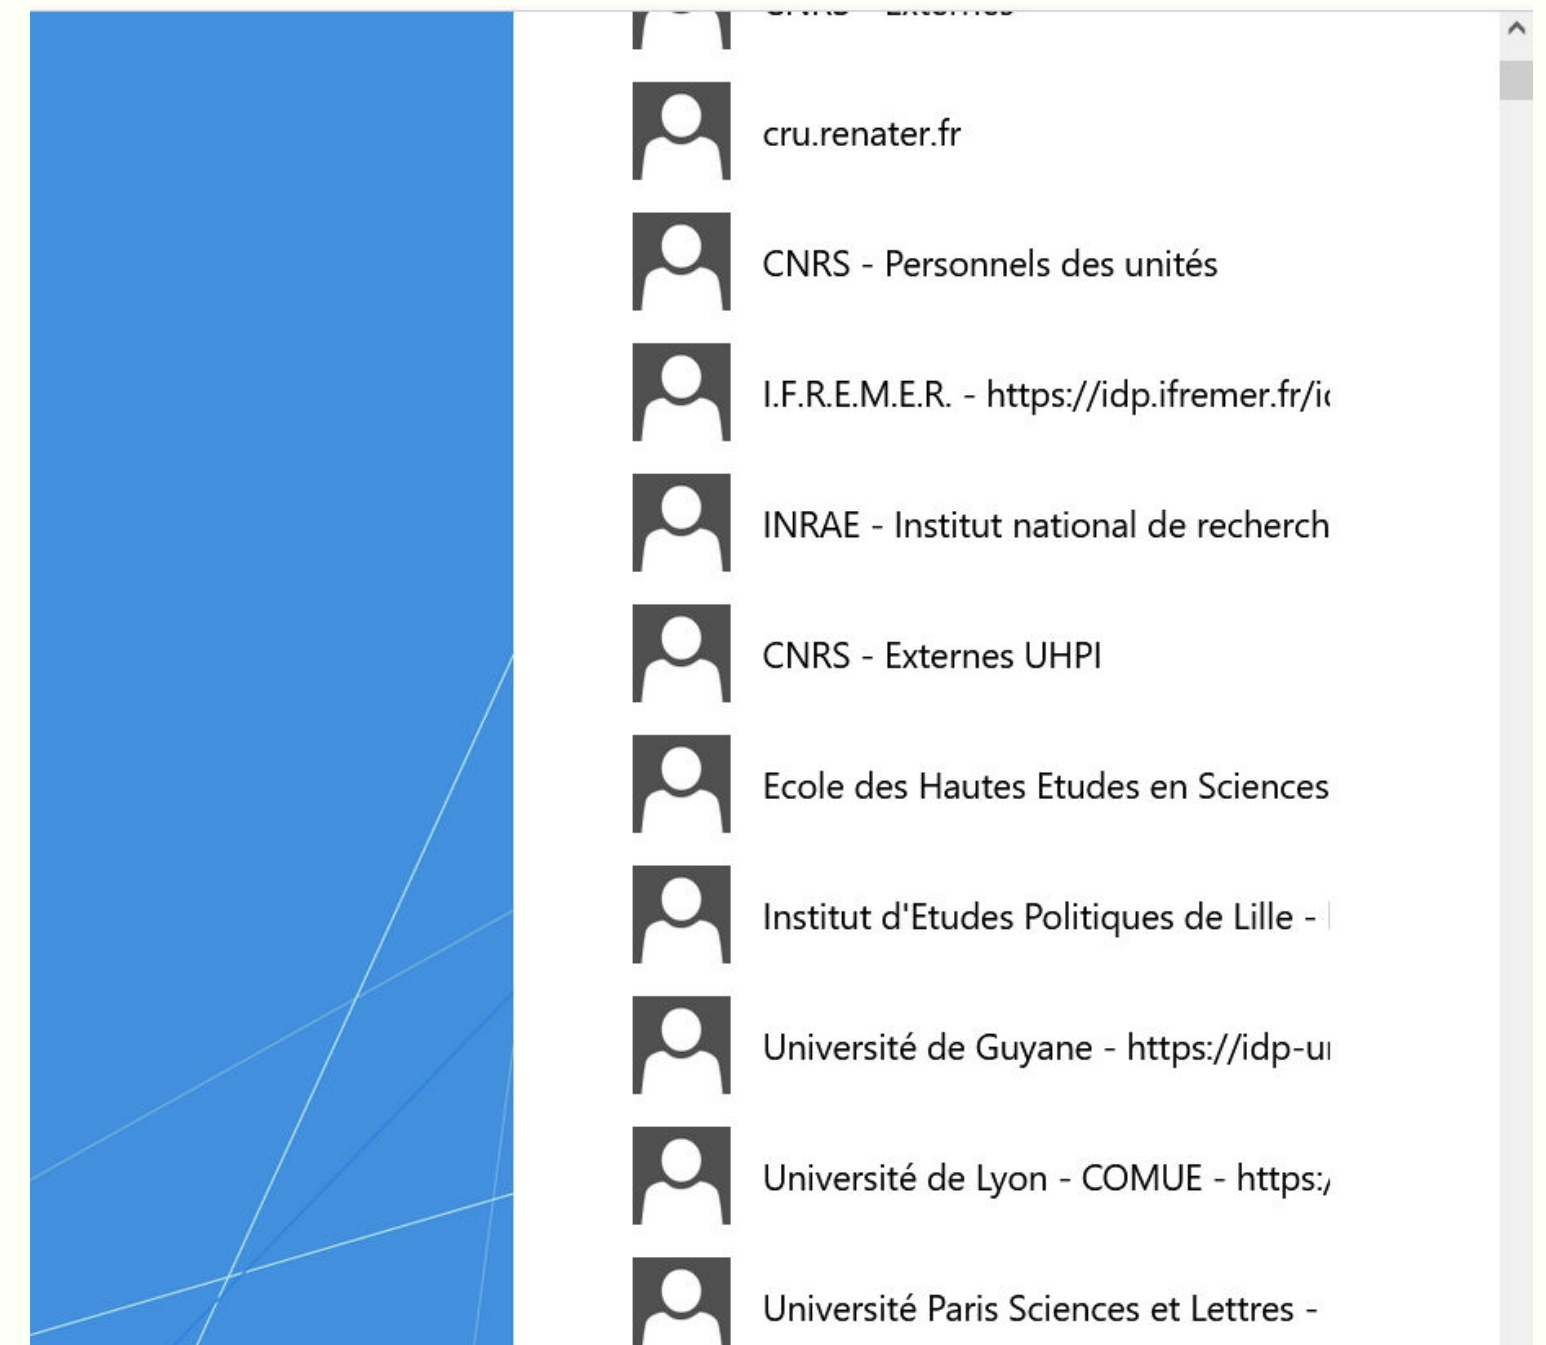 cru.renater.fr
CNRS - Personnels des unités
I.F.R.E.M.E.R. - https://idp.ifremer.fr/i
INRAE - Institut national de recherch
CNRS - Externes UHPI
Ecole des Hautes Etudes en Sciences
Institut d'Etudes Politiques de Lille -
Université de Guyane - https://idp-u
Université de Lyon - COMUE - https:/
Université Paris Sciences et Lettres -